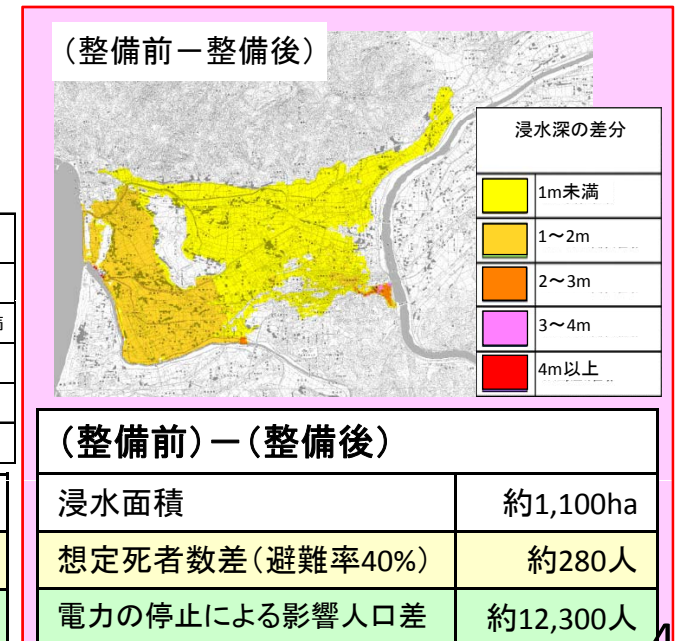 (整備前-整備後)
浸水深の差分
1m未満
1~2m
2~3m
3~4m
4m以上
(整備前)-(整備後)
浸水面積 約1,100ha
想定死者数差(避難率40%) 約280人
電力の停止による影響人口差 約12,300人